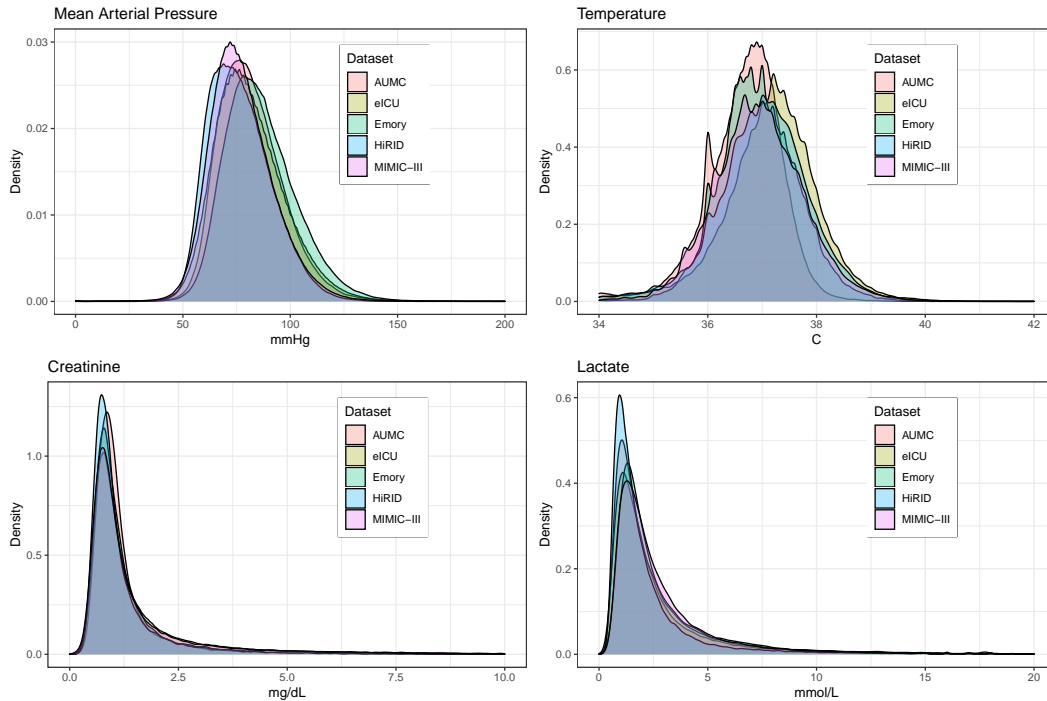 Mean Arterial Pressure
Density
0.03
0.02
0.01
0.00
0
50
100
150
200
mmHg
Dataset
AUMC
eICU
Emory
HiRID
MIMIC−III
Temperature
Density
0.6
0.4
0.2
0.0
34
36
38
40
42
C
Dataset
AUMC
eICU
Emory
HiRID
MIMIC−III
Creatinine
Density
1.0
0.5
0.0
0.0
2.5
5.0
7.5
10.0
mg/dL
Dataset
AUMC
eICU
Emory
HiRID
MIMIC−III
Lactate
Density
0.6
0.4
0.2
0.0
0
5
10
15
20
mmol/L
Dataset
AUMC
eICU
Emory
HiRID
MIMIC−III